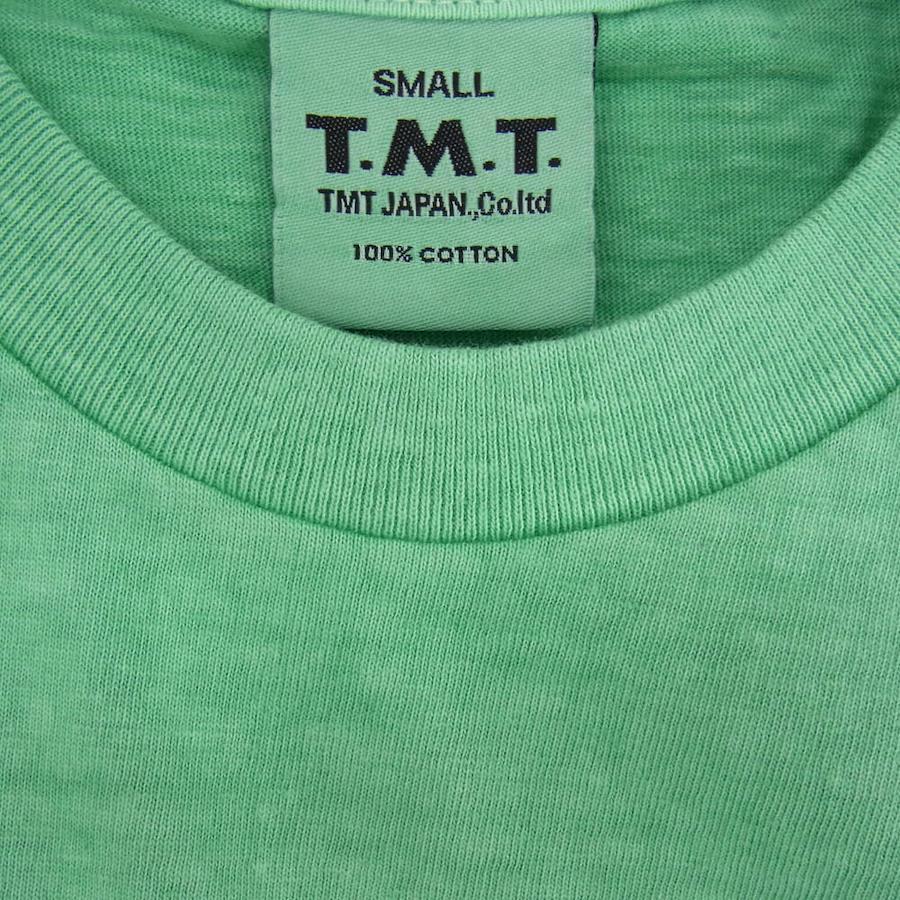 SMALL
T.M.T.
TMT JAPAN.,Co.ltd
100% COTTON